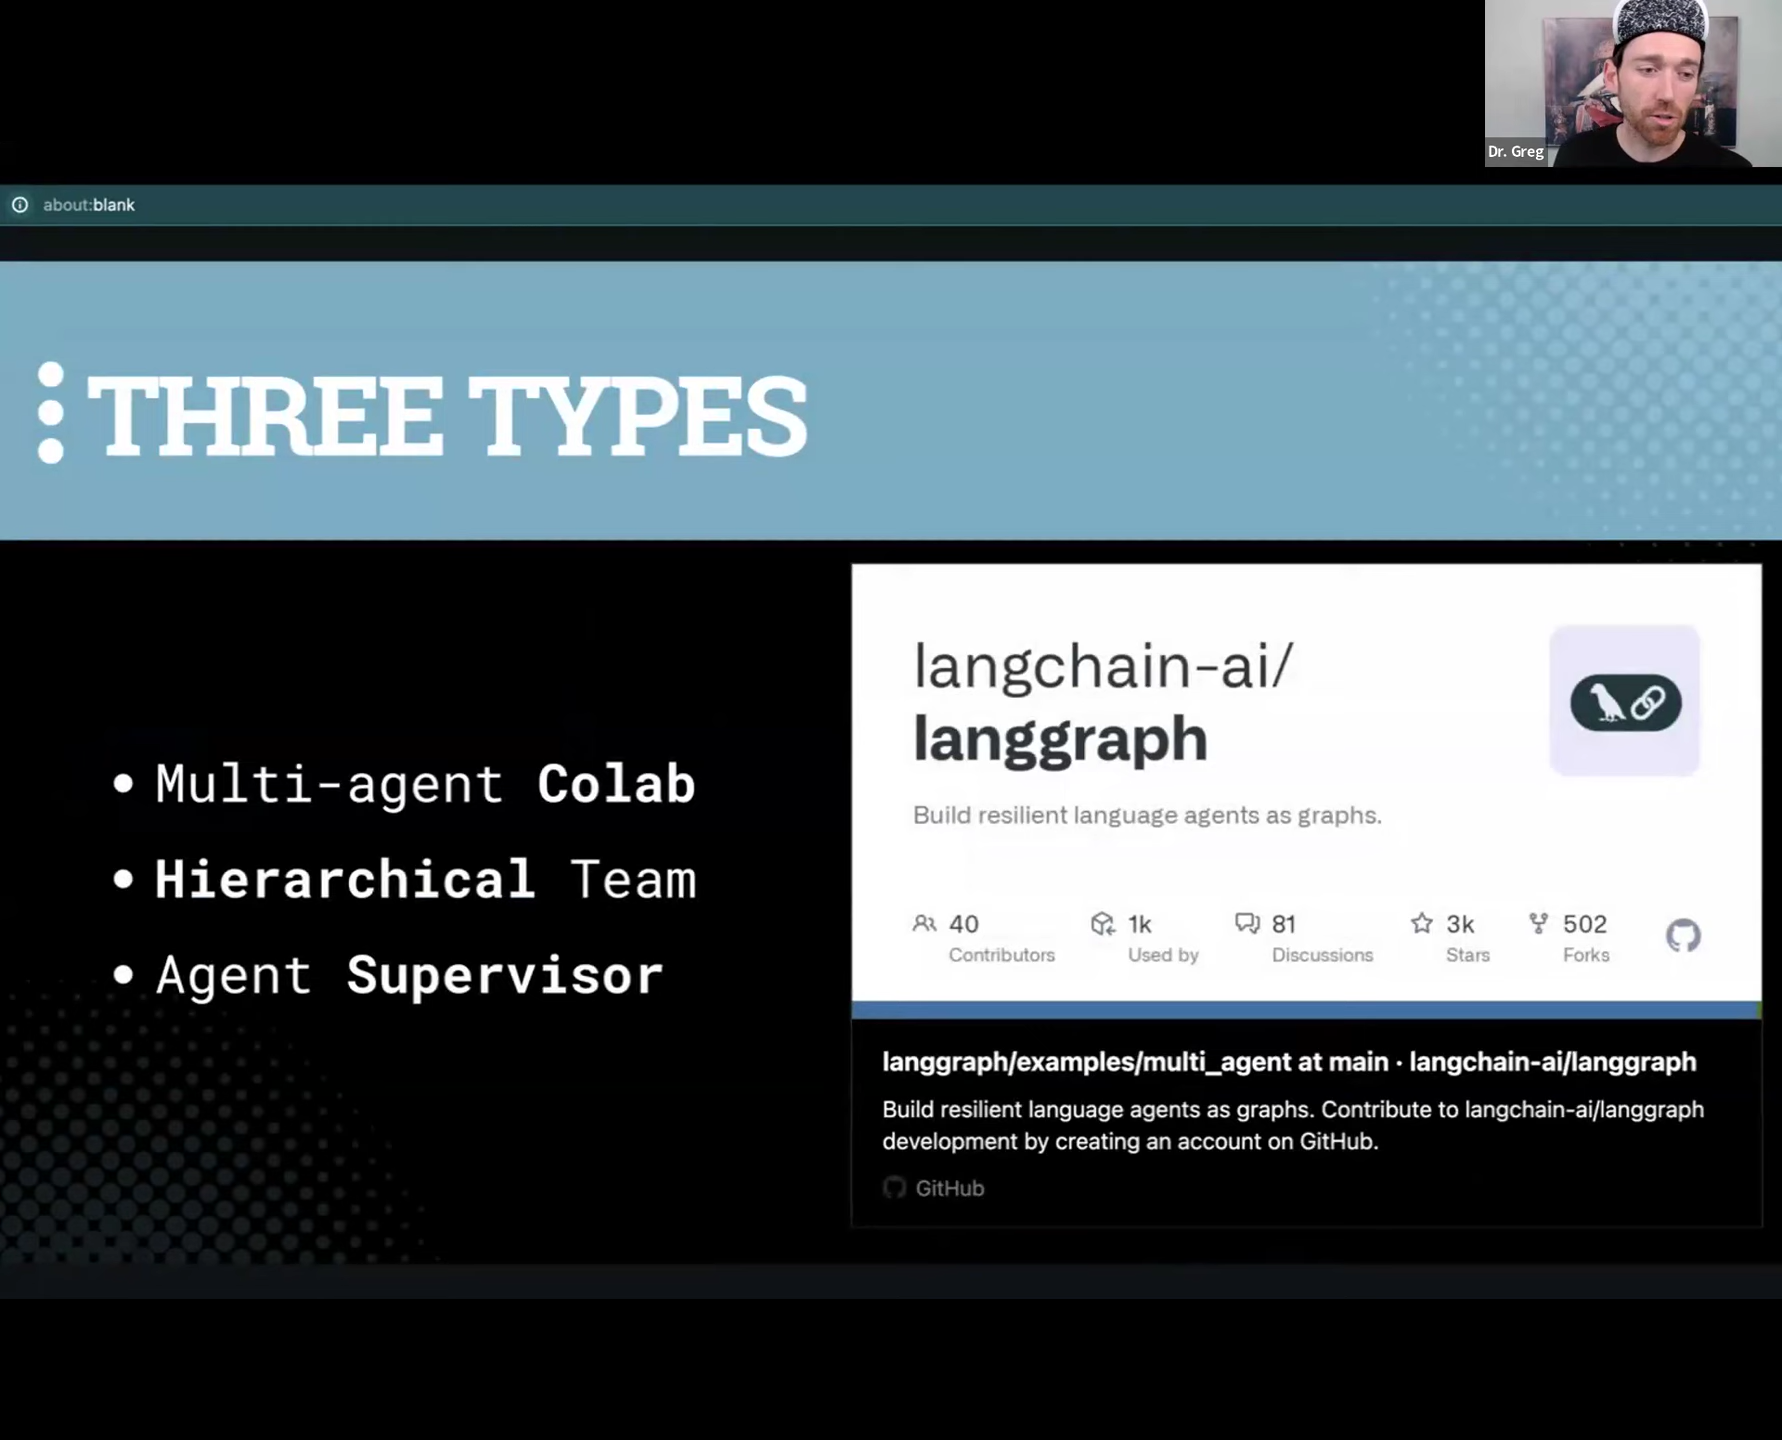 Dr. Greg
about:blank
THREE TYPES
• Multi-agent Colab
• Hierarchical Team
• Agent Supervisor
langchain-ai/
langgraph
Build resilient language agents as graphs.
40
Contributors
1k
Used by
81
Discussions
3k
Stars
502
Forks
langgraph/examples/multi_agent at main · langchain-ai/langgraph
Build resilient language agents as graphs. Contribute to langchain-ai/langgraph
development by creating an account on GitHub.
GitHub